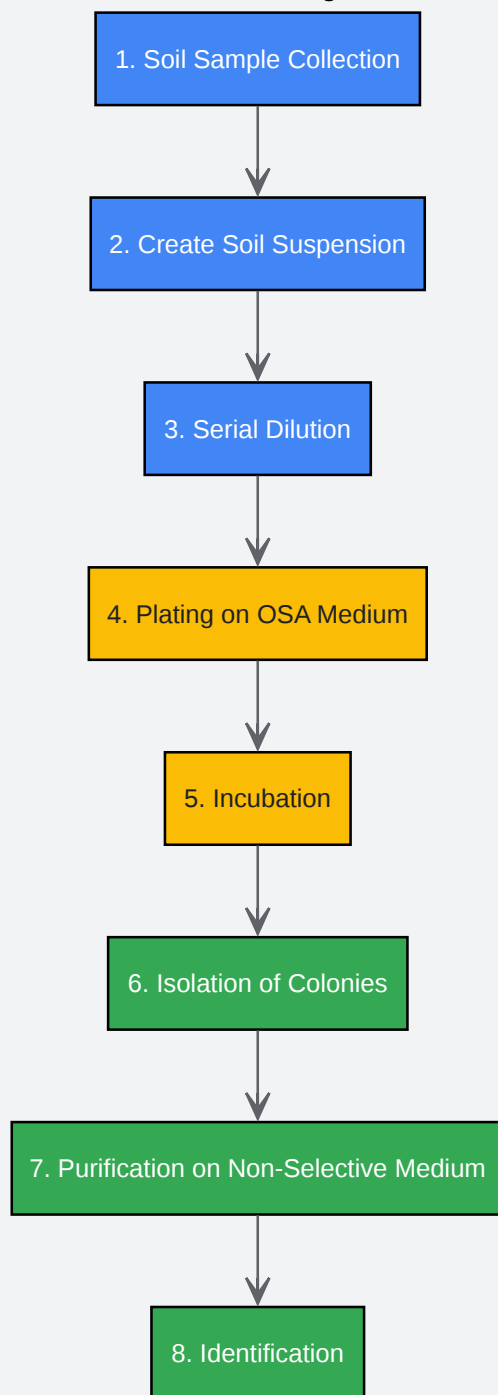 1. Soil Sample Collection
2. Create Soil Suspension
3. Serial Dilution
4. Plating on OSA Medium
5. Incubation
6. Isolation of Colonies
7. Purification on Non-Selective Medium
8. Identification